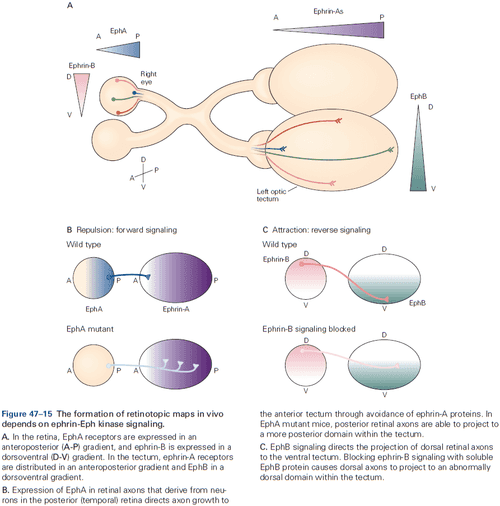 A
EphA
A
P
Ephrin-B
D
V
Right
eye
Ephrin-As
A
P
EphB
D
V
D
A
P
V
Left optic
tectum
B Repulsion: forward signaling
Wild type
A
P
A
P
EphA
Ephrin-A
EphA mutant
A
P
A
P
C Attraction: reverse signaling
Wild type
Ephrin-B
D
D
V
V
EphB
Ephrin-B signaling blocked
D
D
V
V
Figure 47–15 The formation of retinotopic maps in vivo
depends on ephrin-Eph kinase signaling.
A. In the retina, EphA receptors are expressed in an
anteroposterior (A-P) gradient, and ephrin-B is expressed in a
dorsoventral (D-V) gradient. In the tectum, ephrin-A receptors
are distributed in an anteroposterior gradient and EphB in a
dorsoventral gradient.
B. Expression of EphA in retinal axons that derive from neu-
rons in the posterior (temporal) retina directs axon growth to
the anterior tectum through avoidance of ephrin-A proteins. In
EphA mutant mice, posterior retinal axons are able to project to
a more posterior domain within the tectum.
C. EphB signaling directs the projection of dorsal retinal axons
to the ventral tectum. Blocking ephrin-B signaling with soluble
EphB protein causes dorsal axons to project to an abnormally
dorsal domain within the tectum.